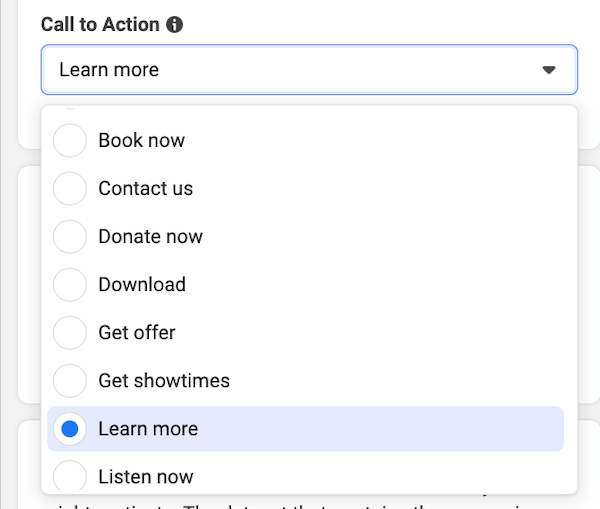 Call to Action
Learn more
Book now
Contact us
Donate now
Download
Get offer
Get showtimes
Learn more
Listen now